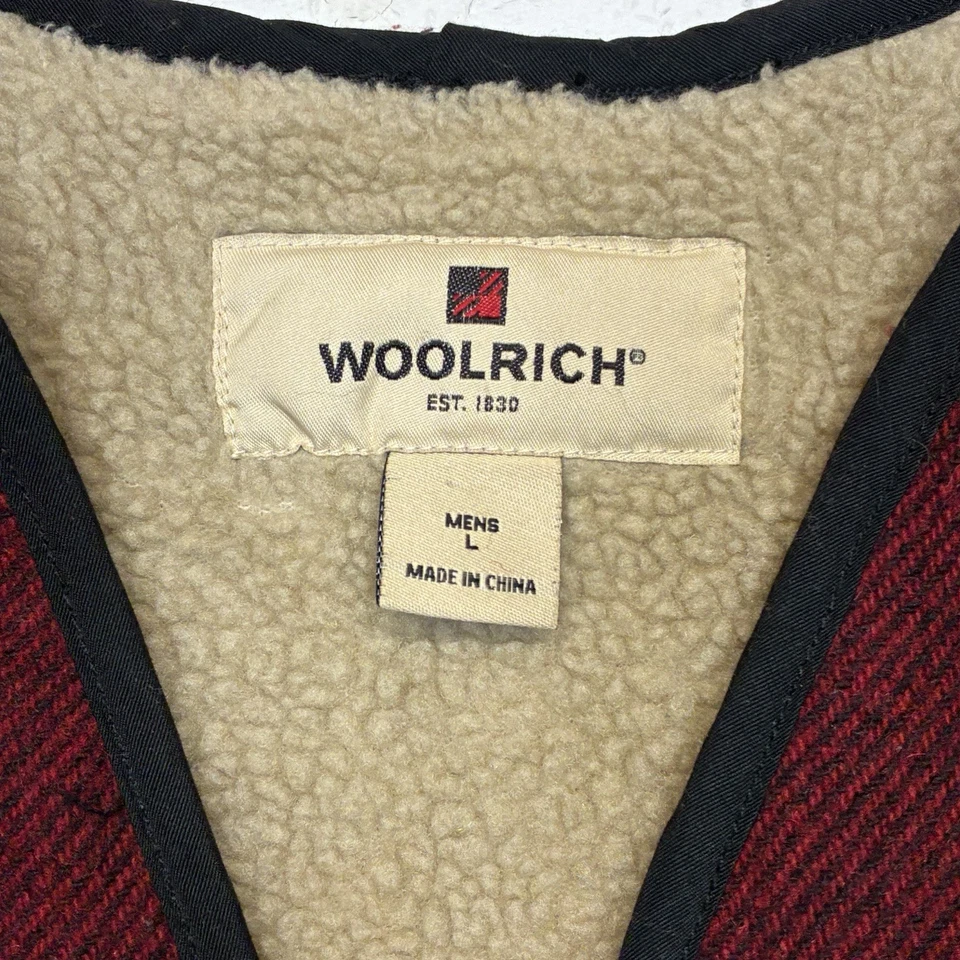 WOOLRICH®
EST. 1830
MENS
L
MADE IN CHINA